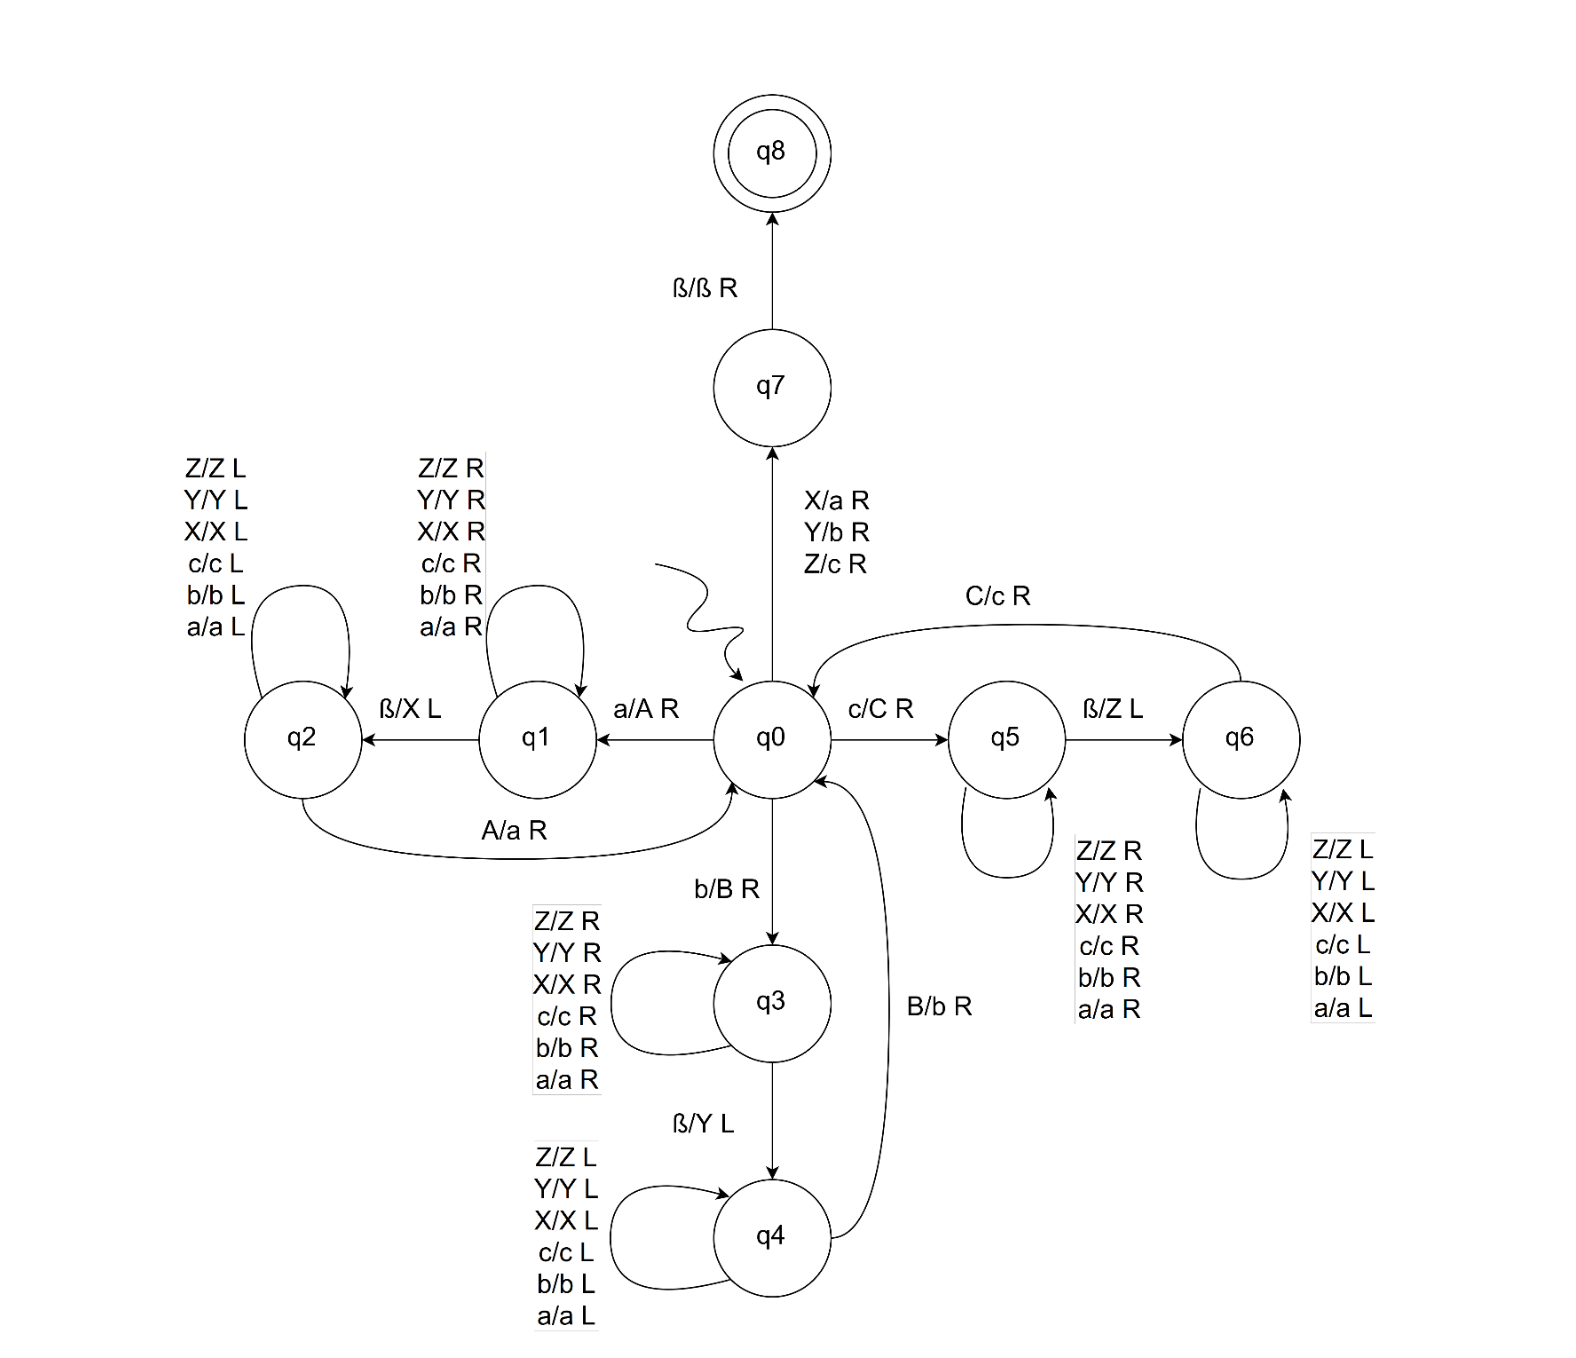 q8
ß/ß R
q7
X/a R
Y/b R
Z/c R
Z/Z L
Y/Y L
X/X L
c/c L
b/b L
a/a L
Z/Z R
Y/Y R
X/X R
c/c R
b/b R
a/a R
C/c R
q2
ß/X L
q1
a/A R
q0
c/C R
q5
ß/Z L
q6
A/a R
b/B R
Z/Z R
Y/Y R
X/X R
c/c R
b/b R
a/a R
Z/Z L
Y/Y L
X/X L
c/c L
b/b L
a/a L
Z/Z R
Y/Y R
X/X R
c/c R
b/b R
a/a R
q3
B/b R
ß/Y L
Z/Z L
Y/Y L
X/X L
c/c L
b/b L
a/a L
q4